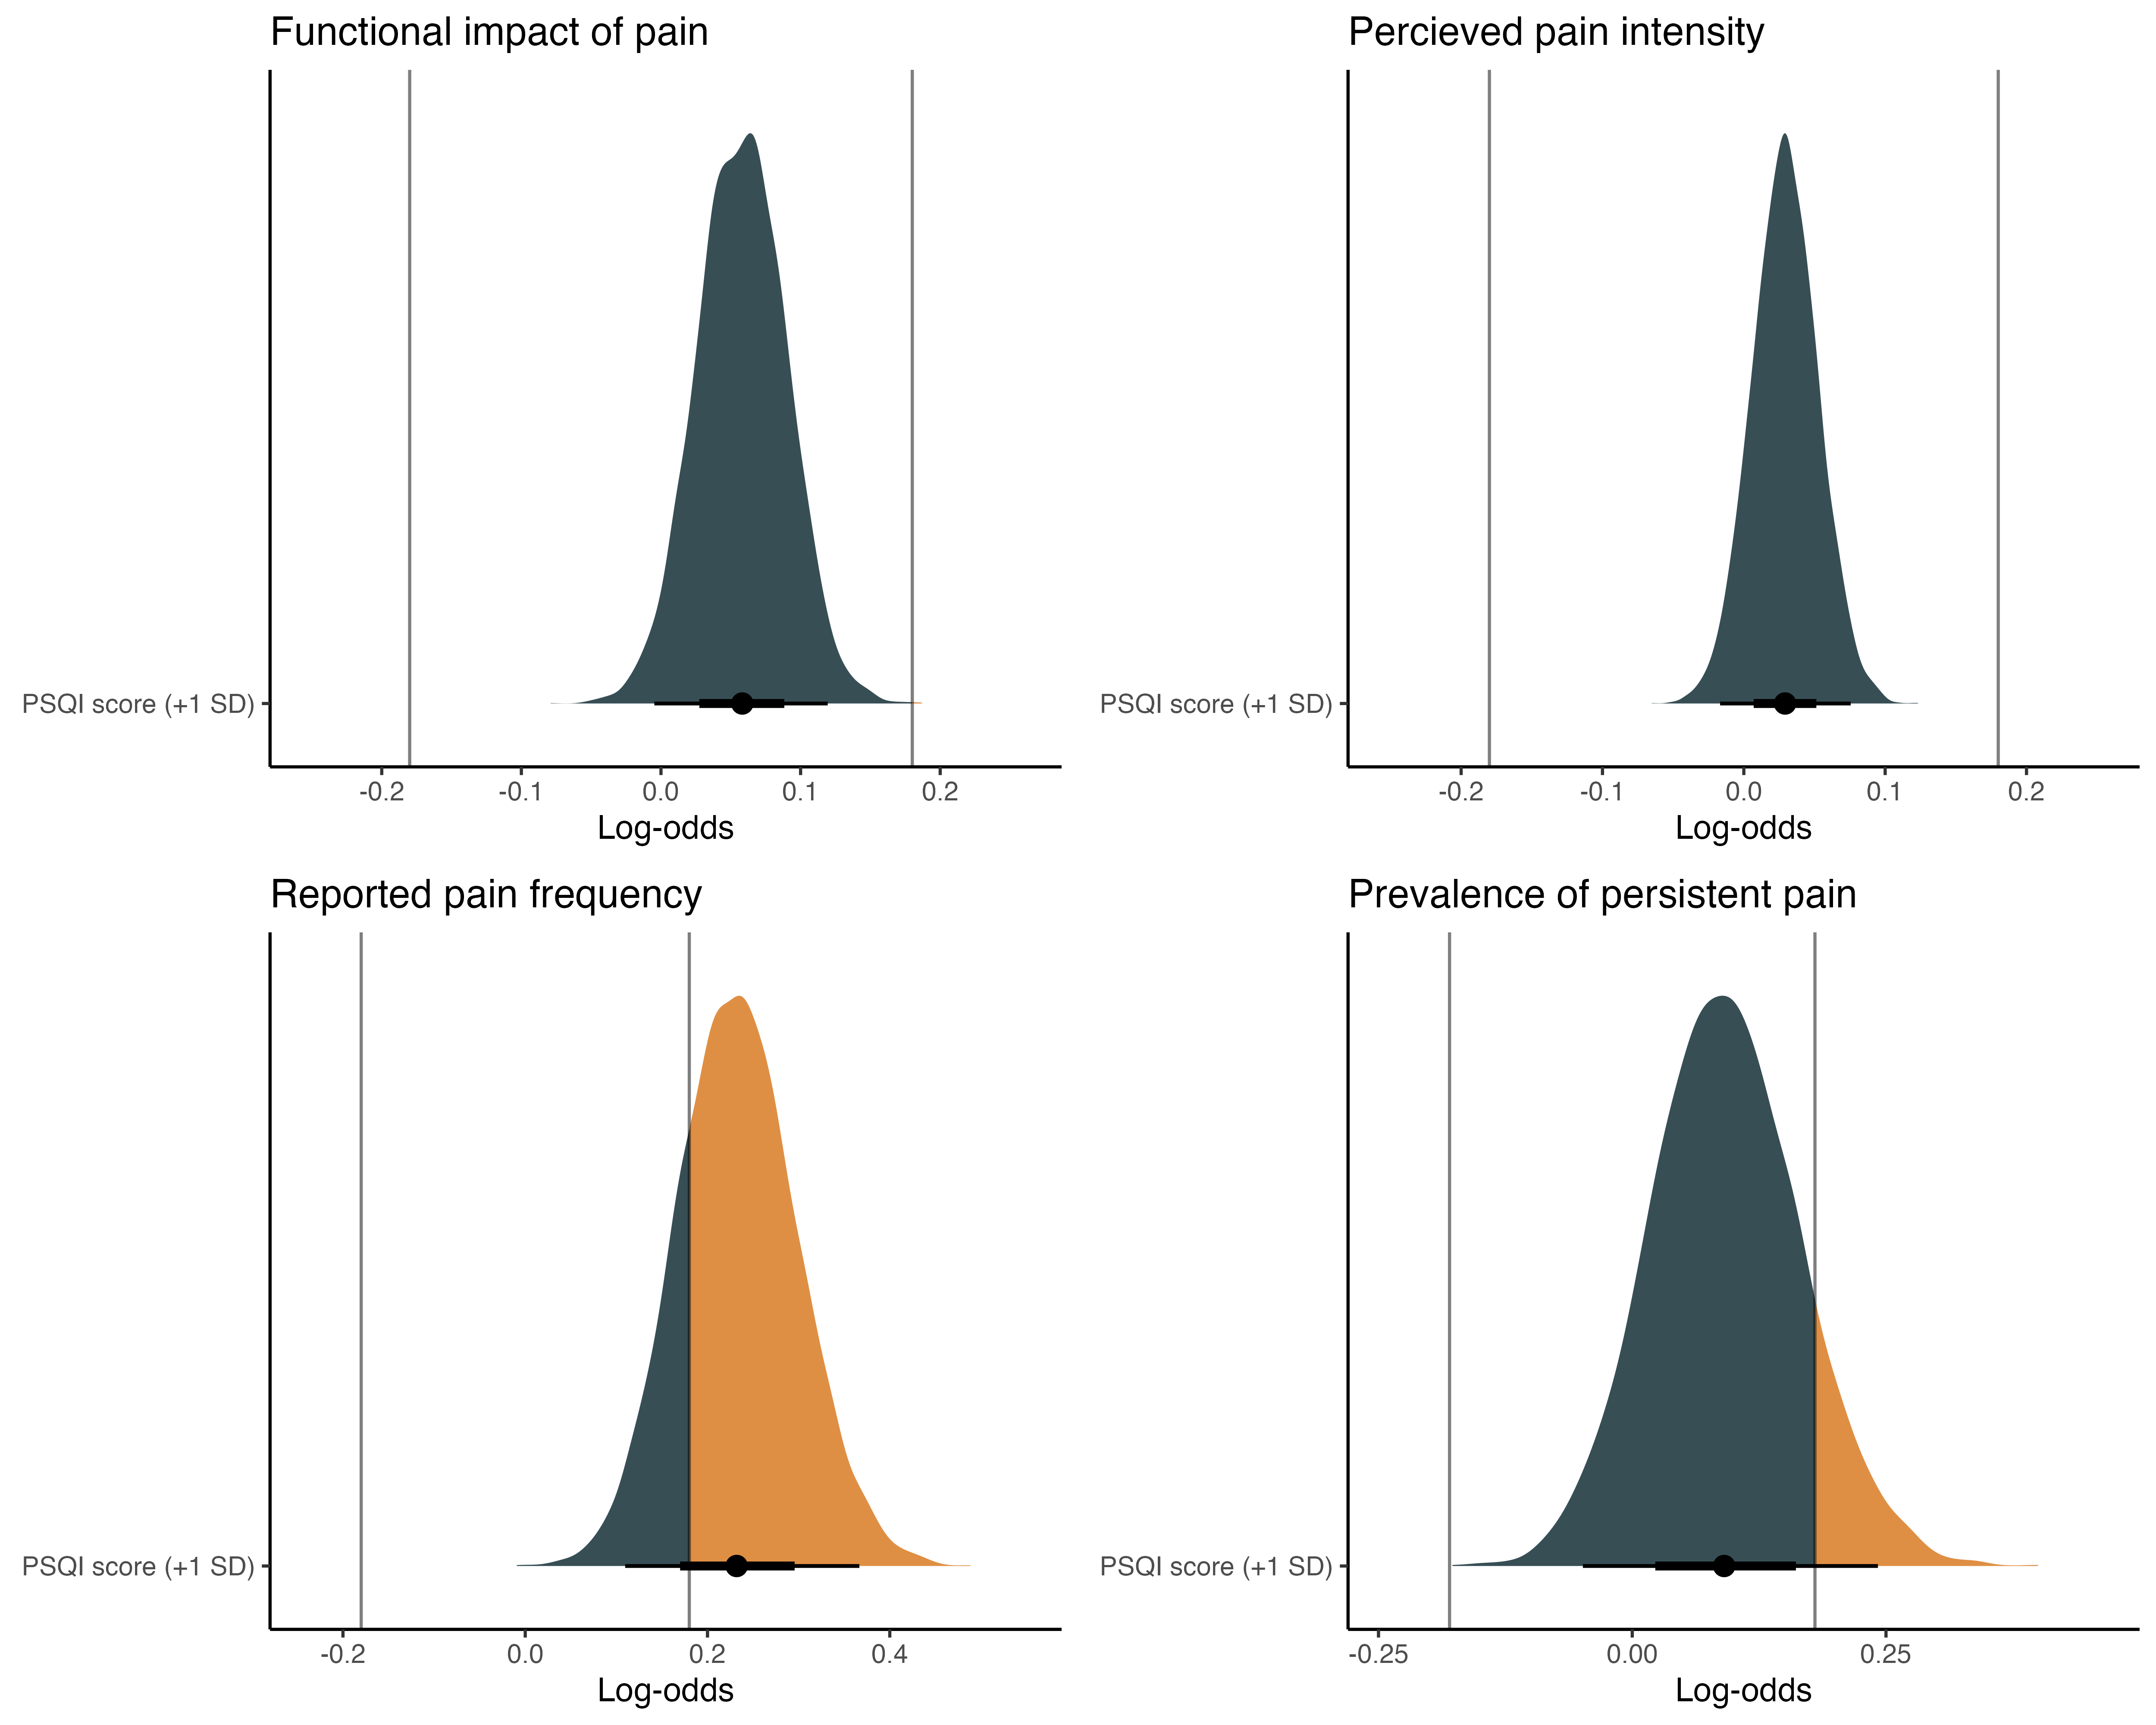 Functional impact of pain
PSQI score (+1 SD)
-0.2 -0.1 0.0 0.1 0.2
Log-odds
Percieved pain intensity
PSQI score (+1 SD)
-0.2 -0.1 0.0 0.1 0.2
Log-odds
Reported pain frequency
PSQI score (+1 SD)
-0.2 0.0 0.2 0.4
Log-odds
Prevalence of persistent pain
PSQI score (+1 SD)
-0.25 0.00 0.25
Log-odds